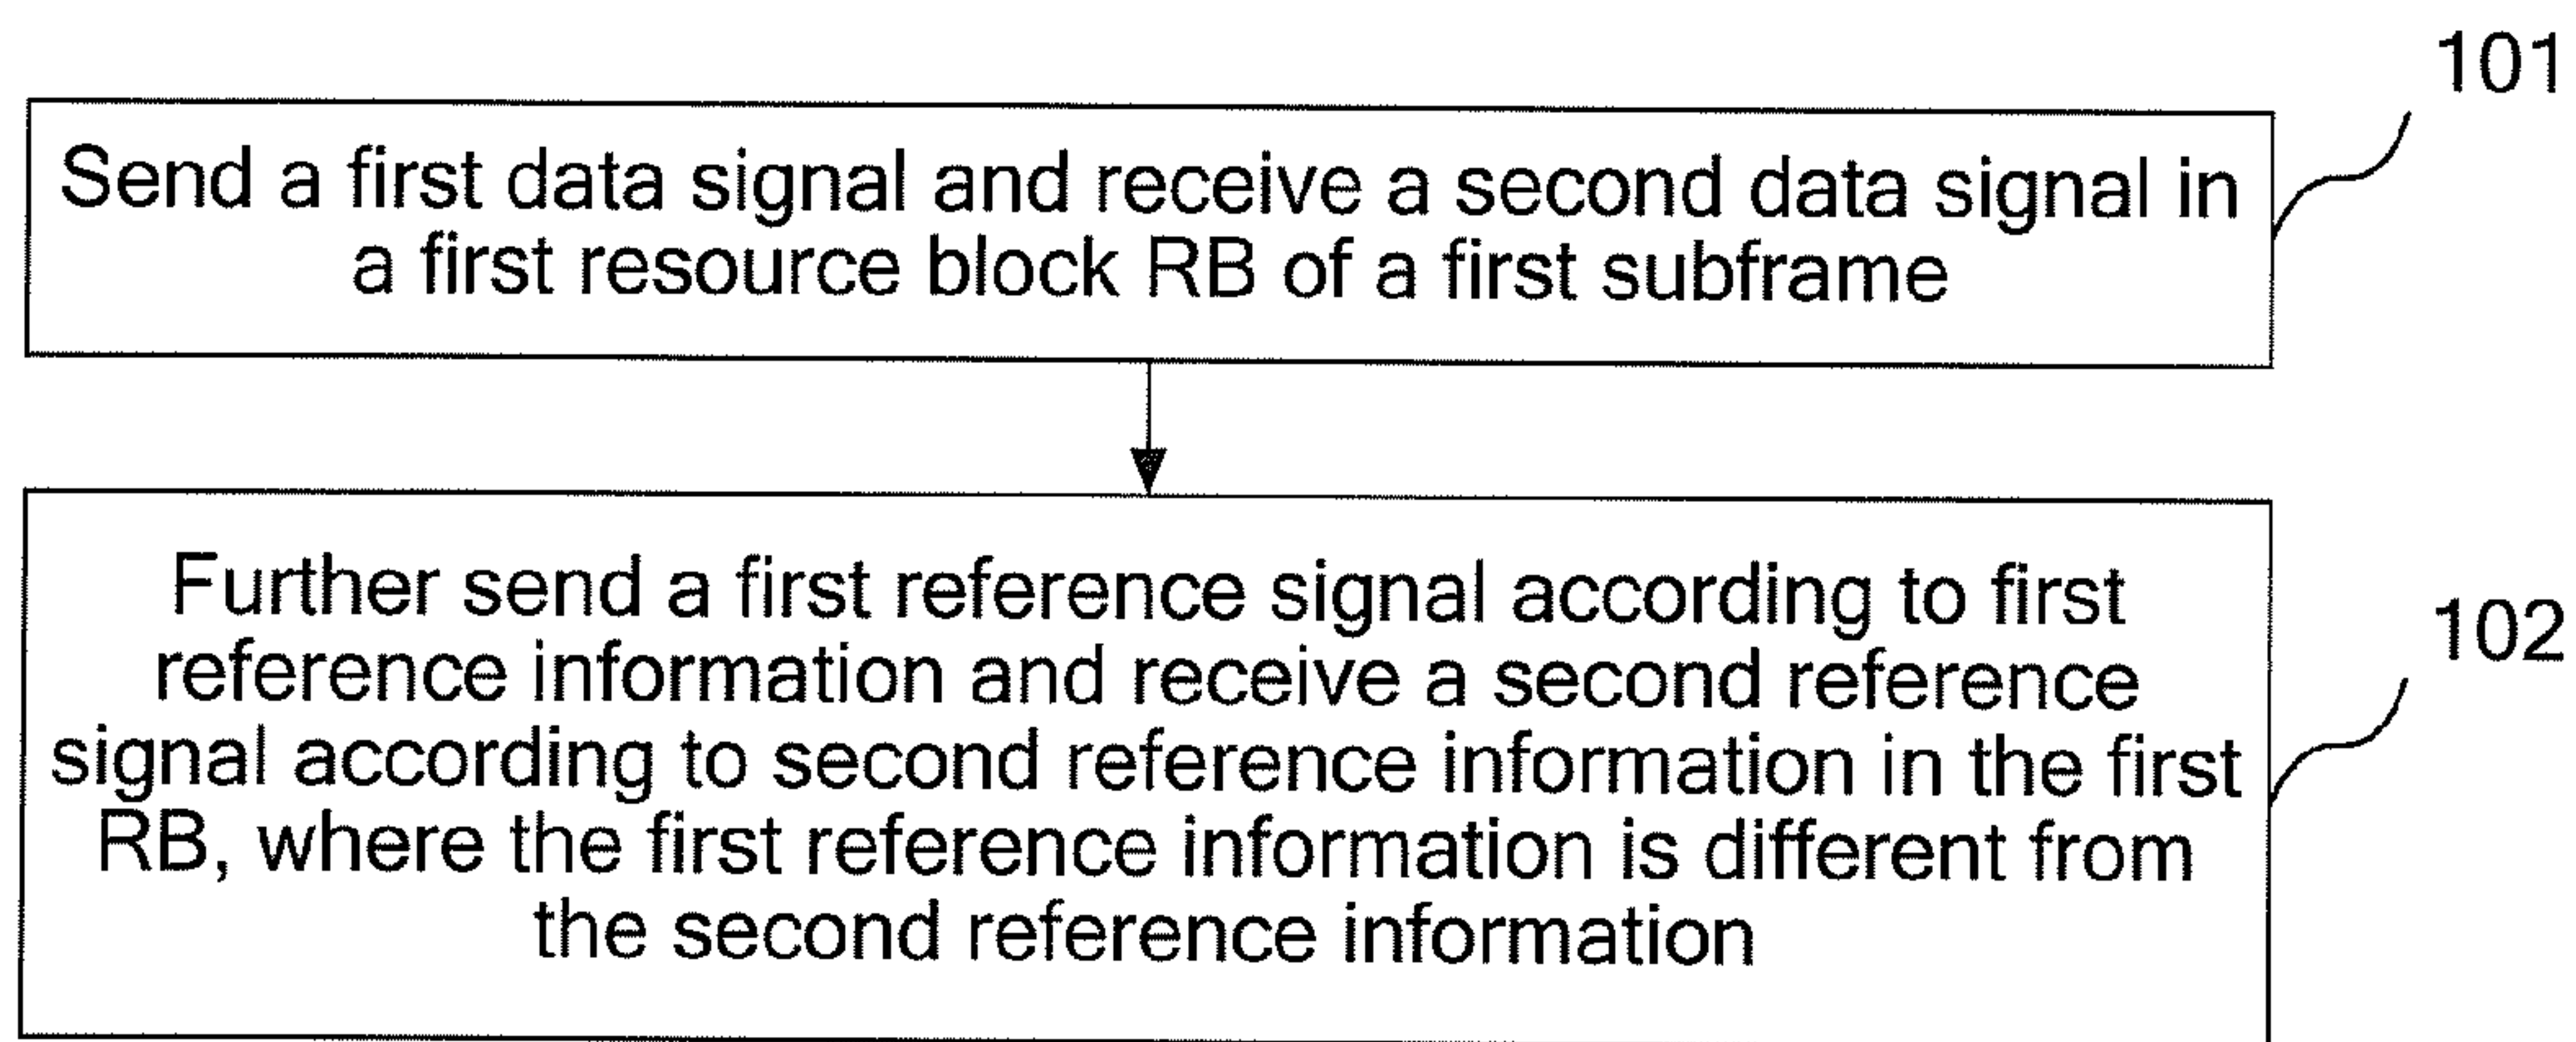 101
Send a first data signal and receive a second data signal in
a first resource block RB of a first subframe
Further send a first reference signal according to first
reference information and receive a second reference
signal according to second reference information in the first
RB, where the first reference information is different from
the second reference information
102